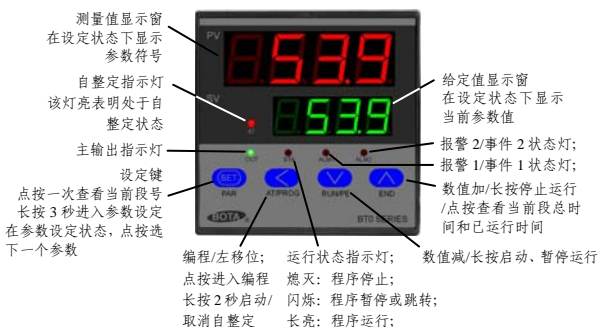 测量值显示窗
在设定状态下显示
参数符号
自整定指示灯
该灯亮表明处于自
整定状态
主输出指示灯
设定键
点按一次查看当前段号
长按 3 秒进入参数设定
在参数设定状态，点按选
下一个参数
PV
53.9
SV
53.9
AT
OUT
STA
ALM1
ALM2
SET
PAR
AT/PROG
RUN/PE
END
BOTA
BT0 SERIES
给定值显示窗
在设定状态下显示
当前参数值
报警 2/事件 2 状态灯;
报警 1/事件 1 状态灯;
数值加/长按停止运行
/点按查看当前段总时
间和已运行时间
编程/左移位;
点按进入编程
长按 2 秒启动/
取消自整定
运行状态指示灯;
熄灭：程序停止;
闪烁：程序暂停或跳转;
长亮：程序运行;
数值减/长按启动、暂停运行